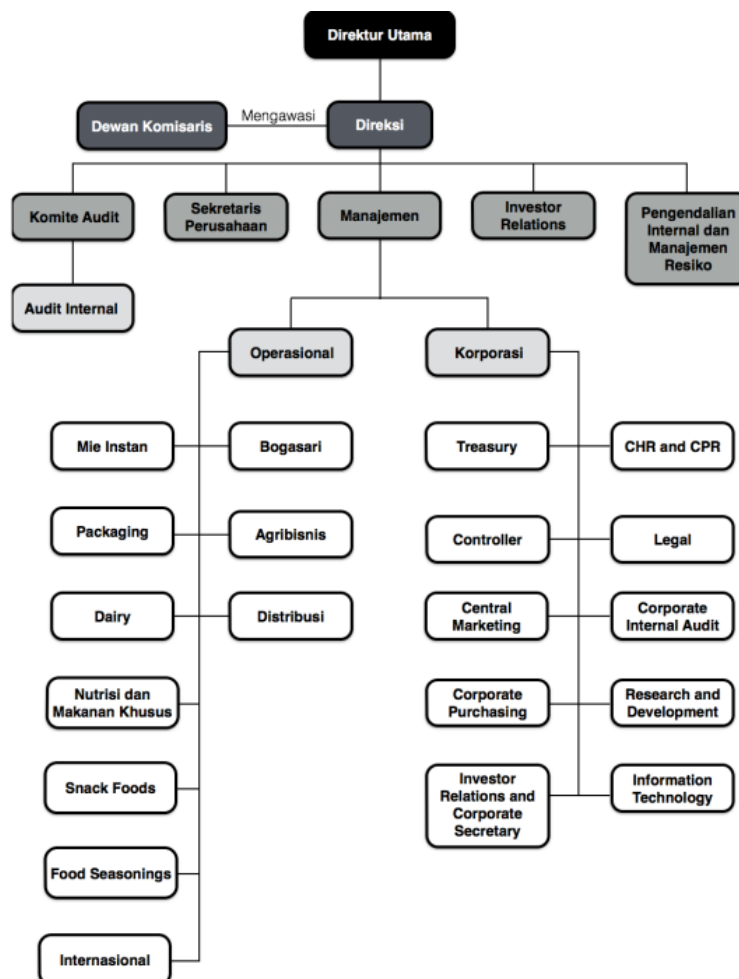 Direktur Utama
Dewan Komisaris
Mengawasi
Direksi
Komite Audit
Sekretaris
Perusahaan
Manajemen
Investor
Relations
Pengendalian
Internal dan
Manajemen
Resiko
Audit Internal
Operasional
Korporasi
Mie Instan
Bogasari
Treasury
CHR and CPR
Packaging
Agribisnis
Controller
Legal
Dairy
Distribusi
Central
Marketing
Corporate
Internal Audit
Nutrisi dan
Makanan Khusus
Corporate
Purchasing
Research and
Development
Snack Foods
Investor
Relations and
Corporate
Secretary
Information
Technology
Food Seasonings
Internasional